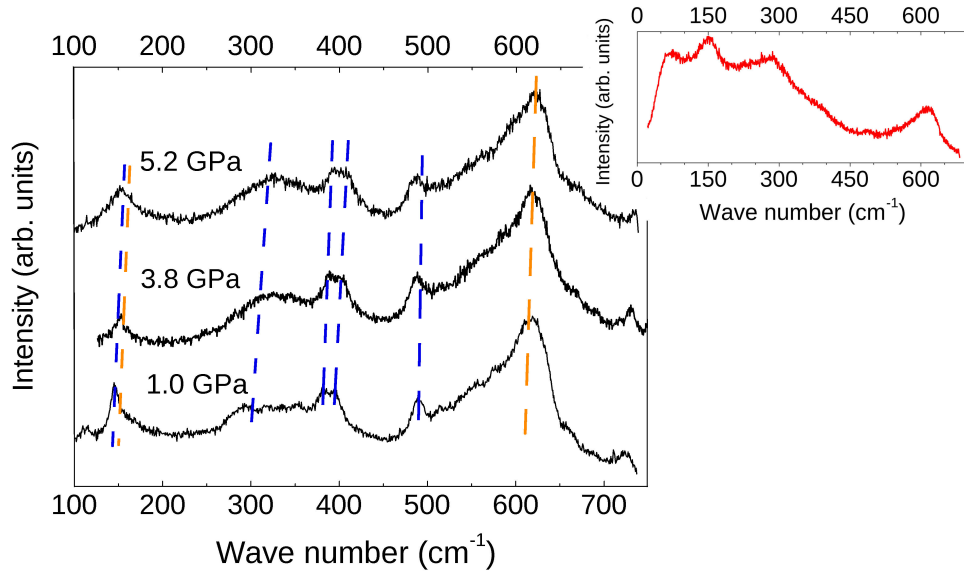 100 200 300 400 500 600
5.2 GPa
3.8 GPa
1.0 GPa
Intensity (arb. units)
100 200 300 400 500 600 700
Wave number (cm-1)
0 150 300 450 600
Intensity (arb. units)
0 150 300 450 600
Wave number (cm-1)